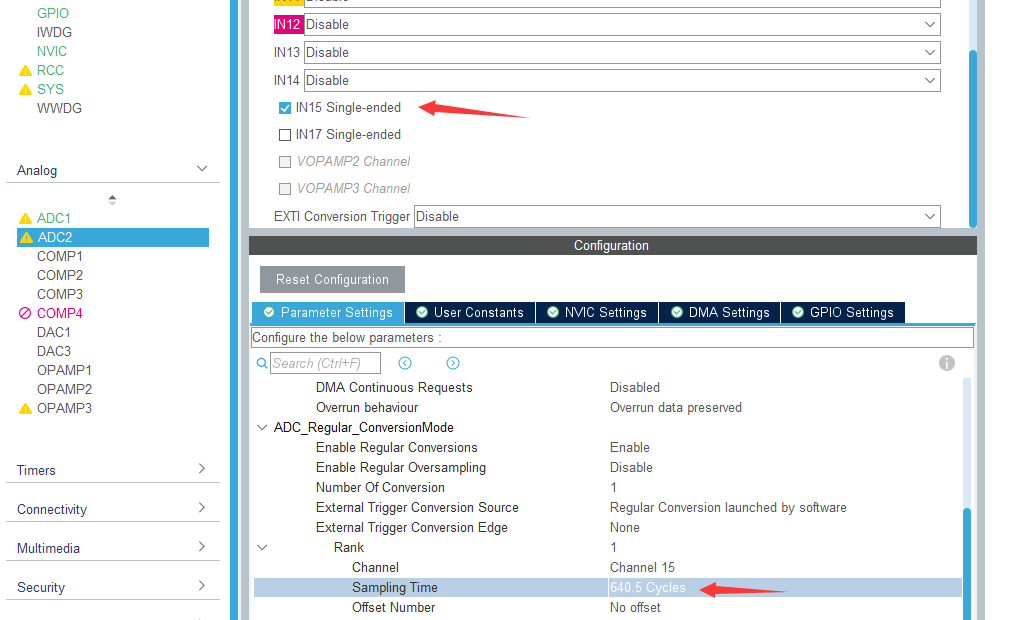 GPIO
IWDG
NVIC
RCC
SYS
WWDG
Analog
ADC1
ADC2
COMP1
COMP2
COMP3
COMP4
DAC1
DAC3
OPAMP1
OPAMP2
OPAMP3
Timers
Connectivity
Multimedia
Security
IN12 Disable
IN13 Disable
IN14 Disable
IN15 Single-ended
IN17 Single-ended
VOPAMP2 Channel
VOPAMP3 Channel
EXTI Conversion Trigger Disable
Configuration
Reset Configuration
Parameter Settings User Constants NVIC Settings DMA Settings GPIO Settings
Configure the below parameters :
Search (Ctrl+F)
DMA Continuous Requests Disabled
Overrun behaviour Overrun data preserved
ADC_Regular_ConversionMode
Enable Regular Conversions Enable
Enable Regular Oversampling Disable
Number Of Conversion 1
External Trigger Conversion Source Regular Conversion launched by software
External Trigger Conversion Edge None
Rank 1
Channel Channel 15
Sampling Time 640.5 Cycles
Offset Number No offset